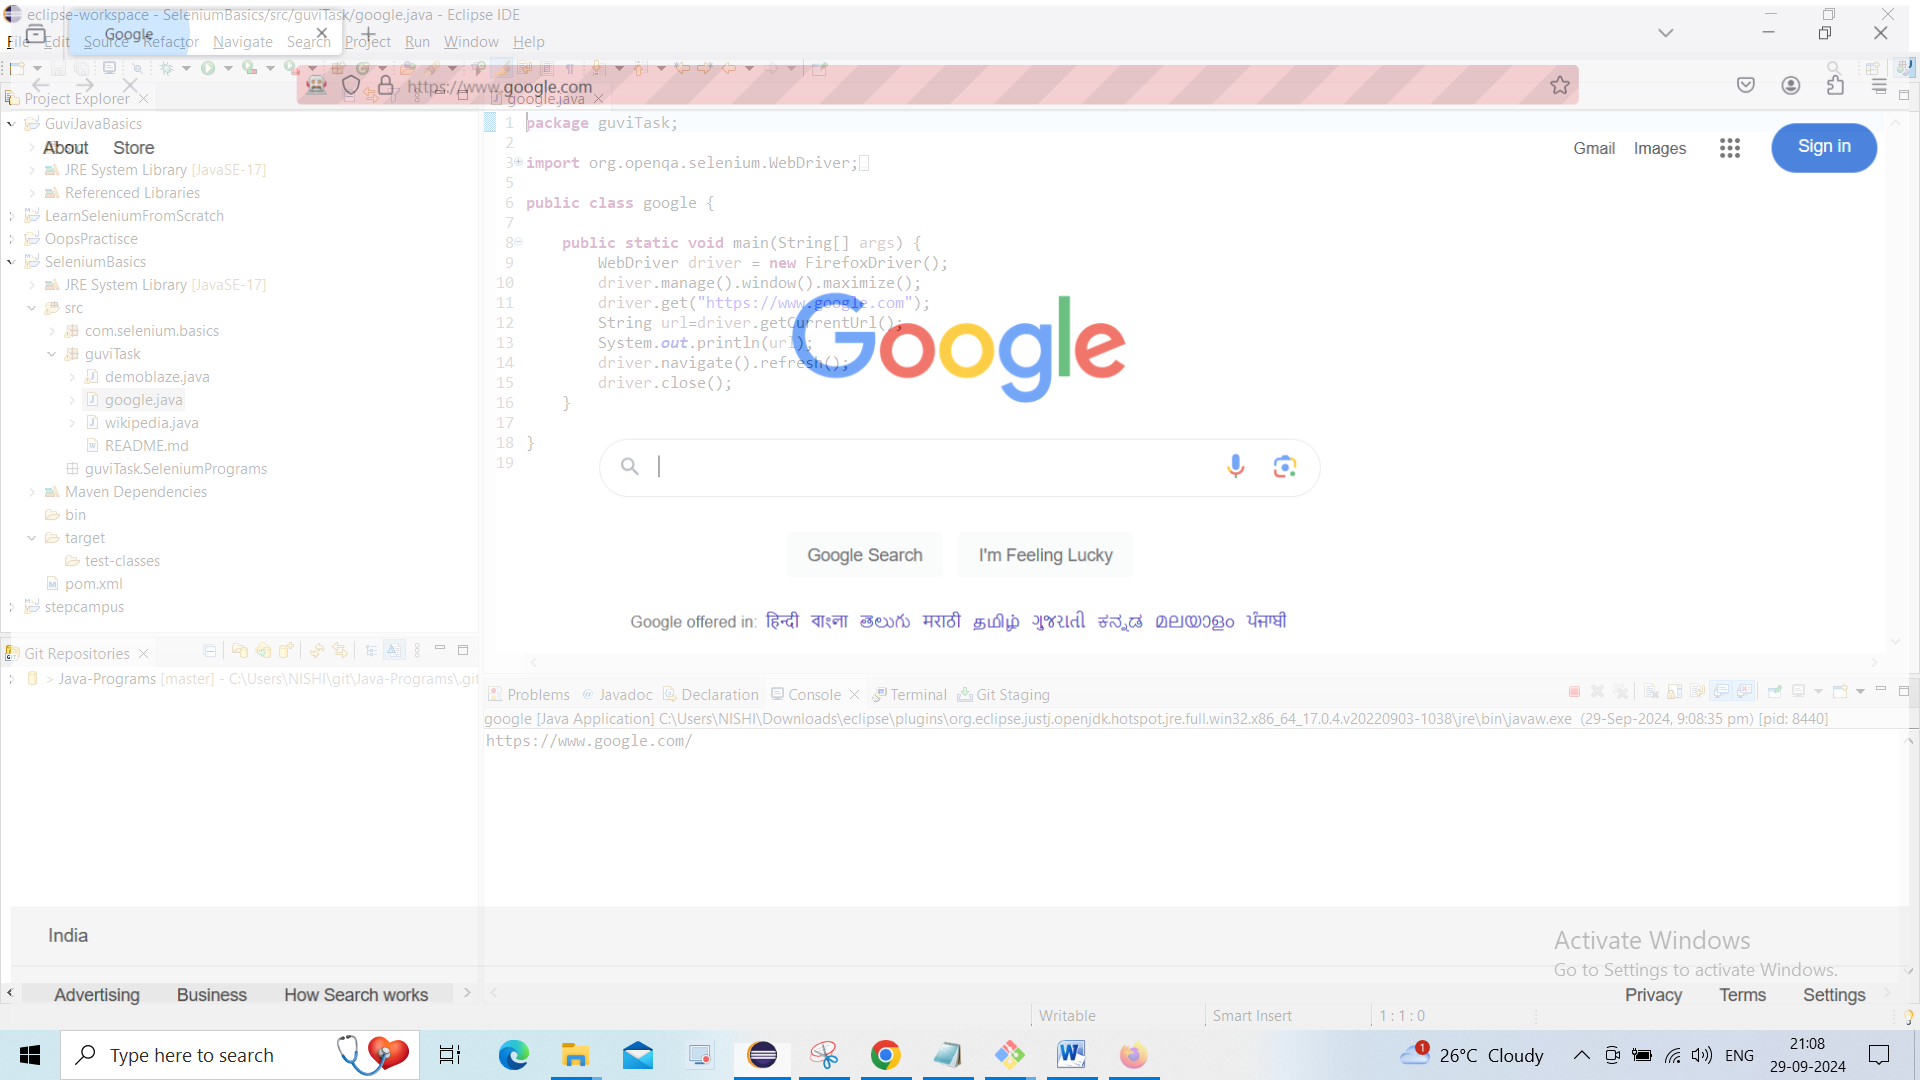 eclipse-workspace - SeleniumBasics/src/guviTask/google.java - Eclipse IDE
Google
File Edit Source Refactor Navigate Search Project Run Window Help
https://www.google.com
Project Explorer
google.java
GuviJavaBasics
src
JRE System Library [JavaSE-17]
Referenced Libraries
LearnSeleniumFromScratch
OopsPractisce
SeleniumBasics
JRE System Library [JavaSE-17]
src
com.selenium.basics
guviTask
demoblaze.java
google.java
wikipedia.java
README.md
guviTask.SeleniumPrograms
Maven Dependencies
bin
target
test-classes
pom.xml
stepcampus
About Store
Gmail Images Sign in
1 package guviTask;
2
3 import org.openqa.selenium.WebDriver;
5
6 public class google {
7
8 public static void main(String[] args) {
9 WebDriver driver = new FirefoxDriver();
10 driver.manage().window().maximize();
11 driver.get("https://www.google.com");
12 String url=driver.getCurrentUrl();
13 System.out.println(url);
14 driver.navigate().refresh();
15 driver.close();
16 }
17
18 }
19
Google
Google Search I'm Feeling Lucky
Google offered in: हिन्दी বাংলা తెలుగు मराठी தமிழ் ગુજરાતી ಕನ್ನಡ മലയാളം ਪੰਜਾਬੀ
Git Repositories
> Java-Programs [master] - C:\Users\NISHI\git\Java-Programs\.git
Problems Javadoc Declaration Console Terminal Git Staging
google [Java Application] C:\Users\NISHI\Downloads\eclipse\plugins\org.eclipse.justj.openjdk.hotspot.jre.full.win32.x86_64_17.0.4.v20220903-1038\jre\bin\javaw.exe (29-Sep-2024, 9:08:35 pm) [pid: 8440]
https://www.google.com/
India
Activate Windows
Go to Settings to activate Windows.
Advertising Business How Search works
Privacy Terms Settings
Writable Smart Insert 1 : 1 : 0
Type here to search
1
26°C Cloudy
ENG
21:08
29-09-2024